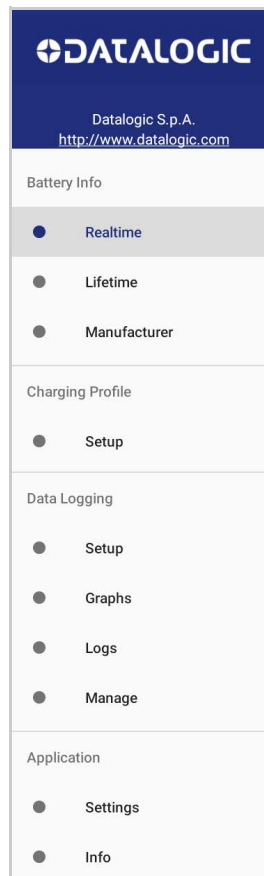 DATALOGIC
Datalogic S.p.A.
http://www.datalogic.com
Battery Info
Realtime
Lifetime
Manufacturer
Charging Profile
Setup
Data Logging
Setup
Graphs
Logs
Manage
Application
Settings
Info